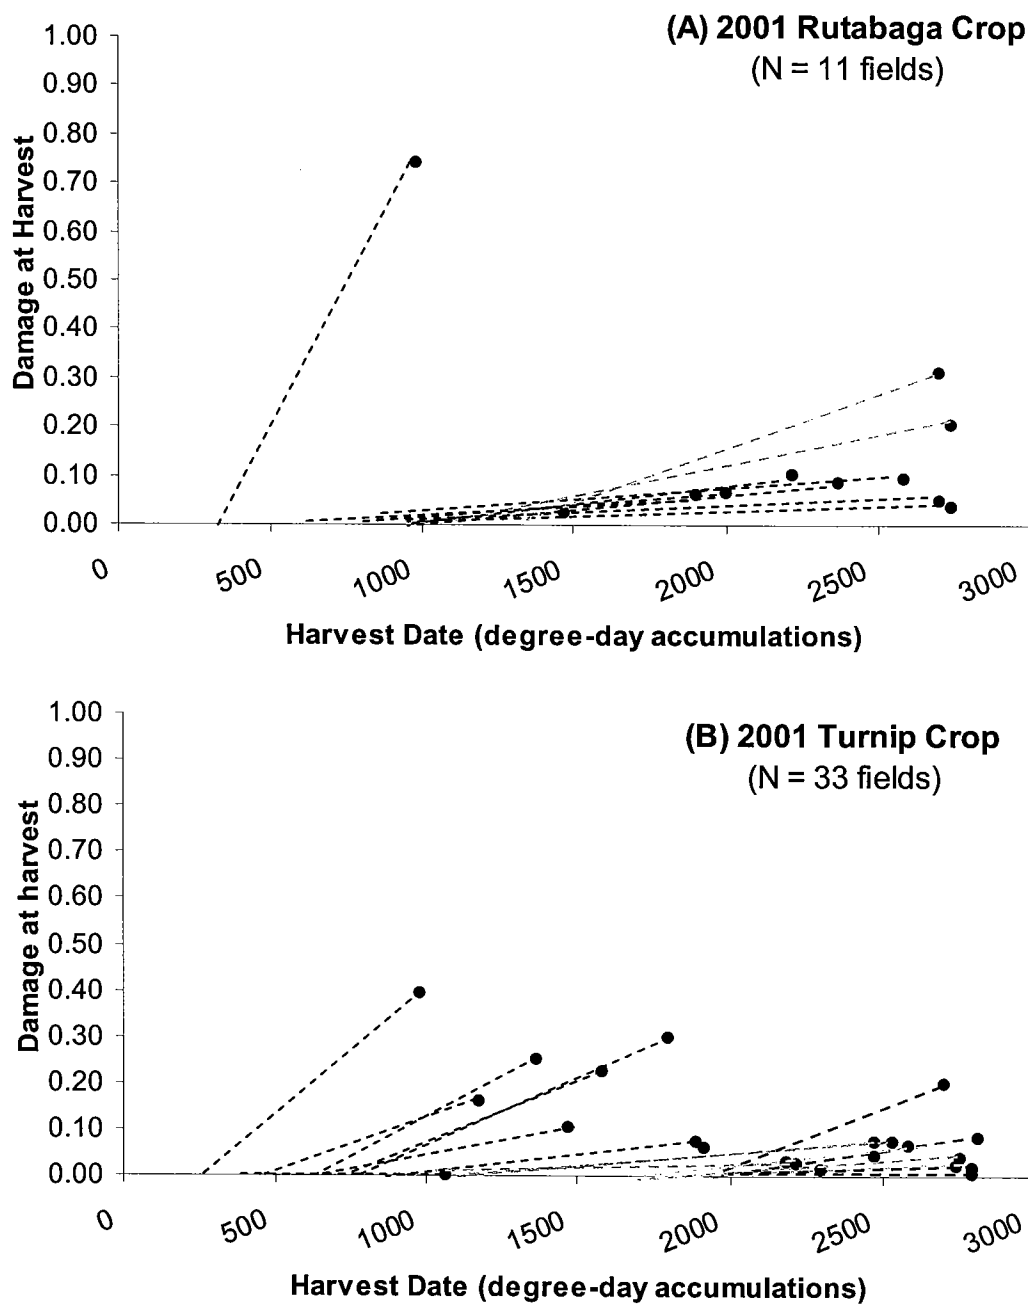 (A) 2001 Rutabaga Crop
(N = 11 fields)
1.00
0.90
0.80
0.70
0.60
0.50
0.40
0.30
0.20
0.10
0.00
Damage at Harvest
0 500 1000 1500 2000 2500 3000
Harvest Date (degree-day accumulations)
(B) 2001 Turnip Crop
(N = 33 fields)
1.00
0.90
0.80
0.70
0.60
0.50
0.40
0.30
0.20
0.10
0.00
Damage at harvest
0 500 1000 1500 2000 2500 3000
Harvest Date (degree-day accumulations)